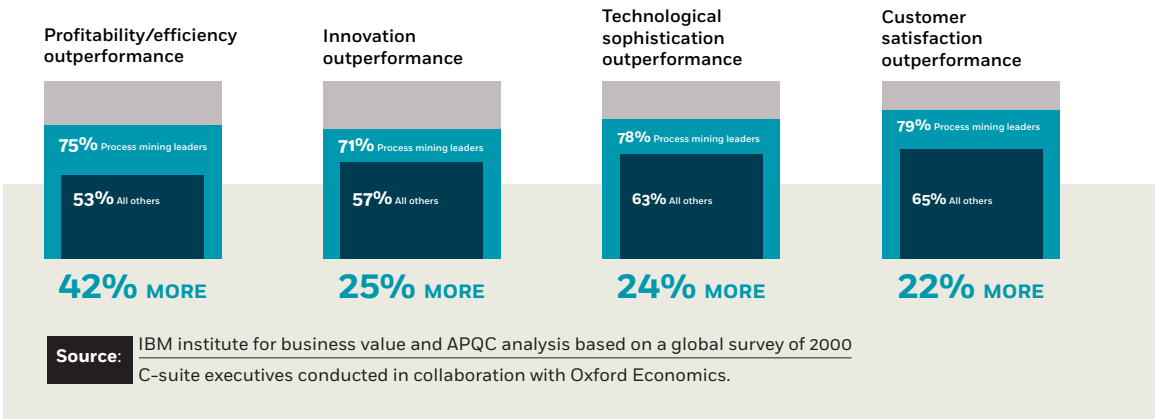 Profitability/efficiency
outperformance
75% Process mining leaders
53% All others
42% MORE
Innovation
outperformance
71% Process mining leaders
57% All others
25% MORE
Technological
sophistication
outperformance
78% Process mining leaders
63% All others
24% MORE
Customer
satisfaction
outperformance
79% Process mining leaders
65% All others
22% MORE
Source:
IBM institute for business value and APQC analysis based on a global survey of 2000
C-suite executives conducted in collaboration with Oxford Economics.